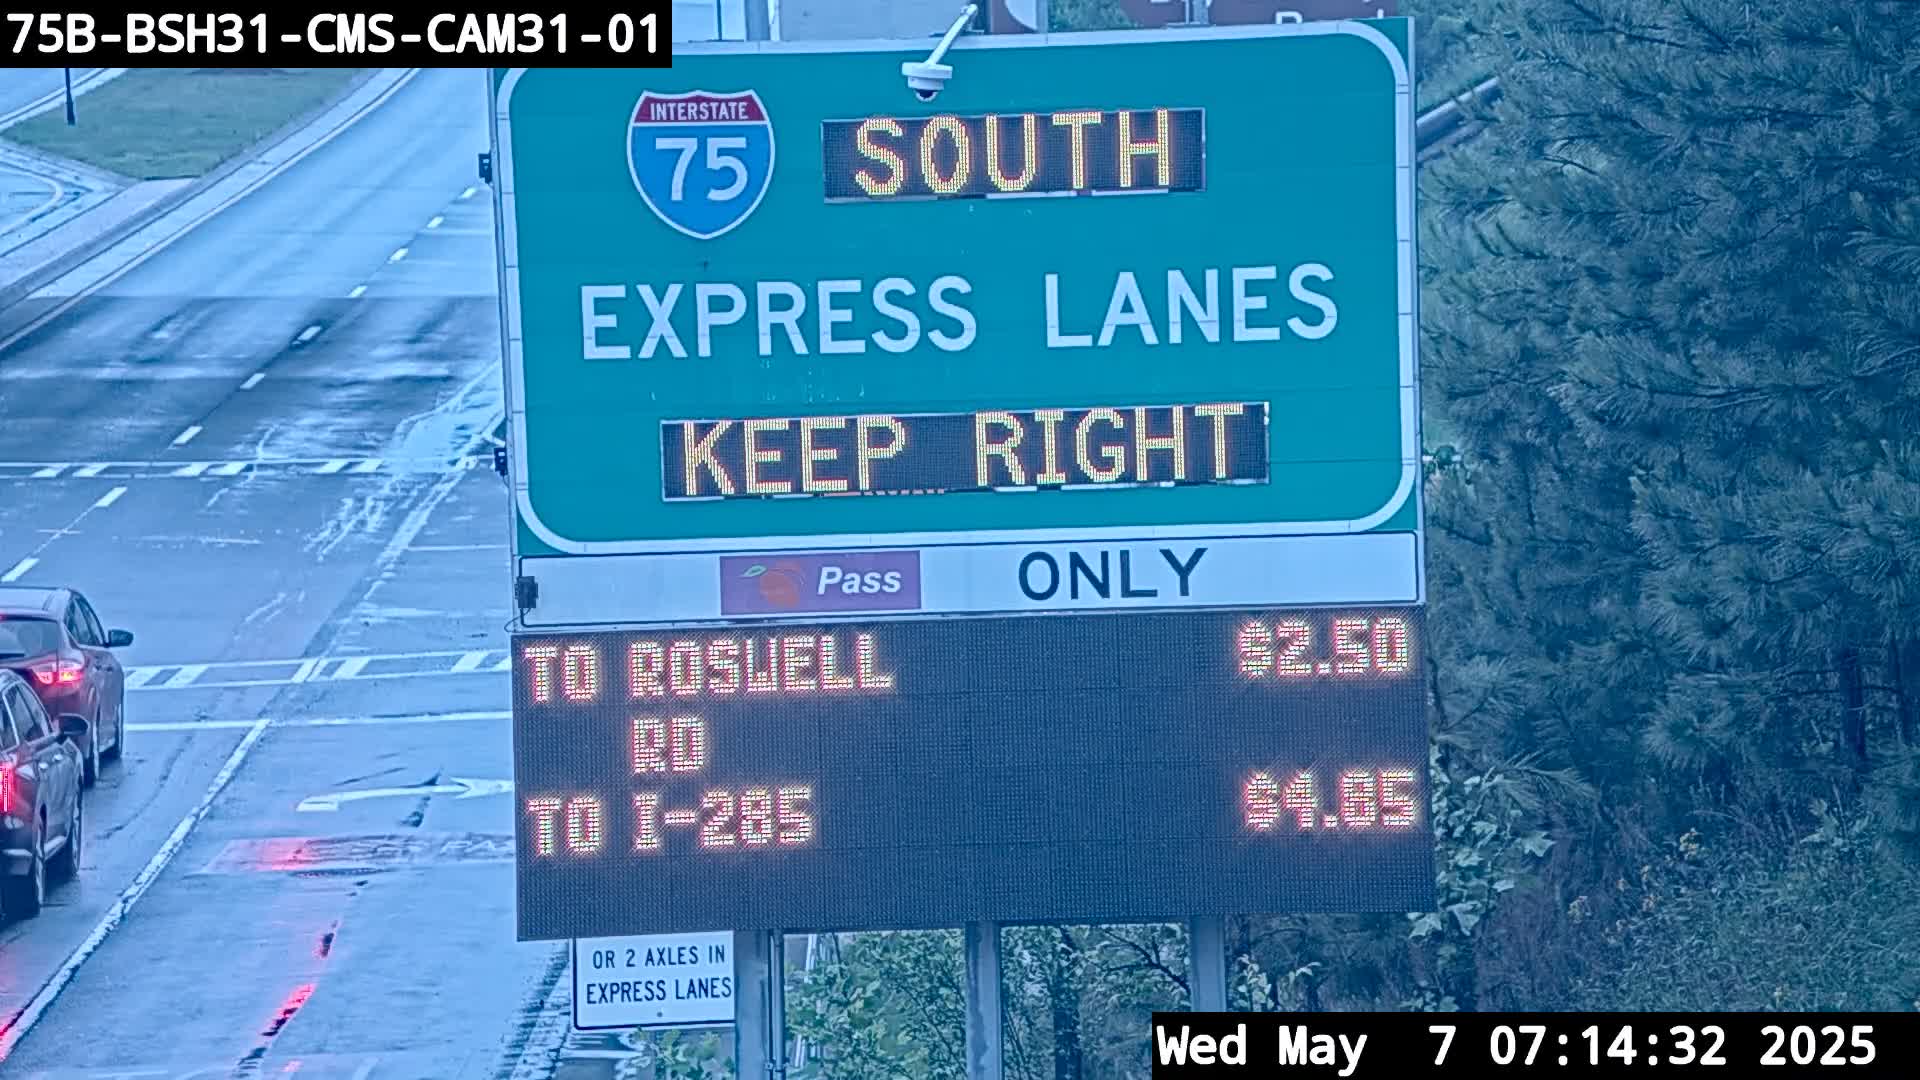 75B-BSH31-CMS-CAM31-01
INTERSTATE
75
SOUTH
EXPRESS LANES
KEEP RIGHT
Pass ONLY
TO ROSWELL $2.50
RD
TO I-285 $4.85
OR 2 AXLES IN
EXPRESS LANES
Wed May 7 07:14:32 2025